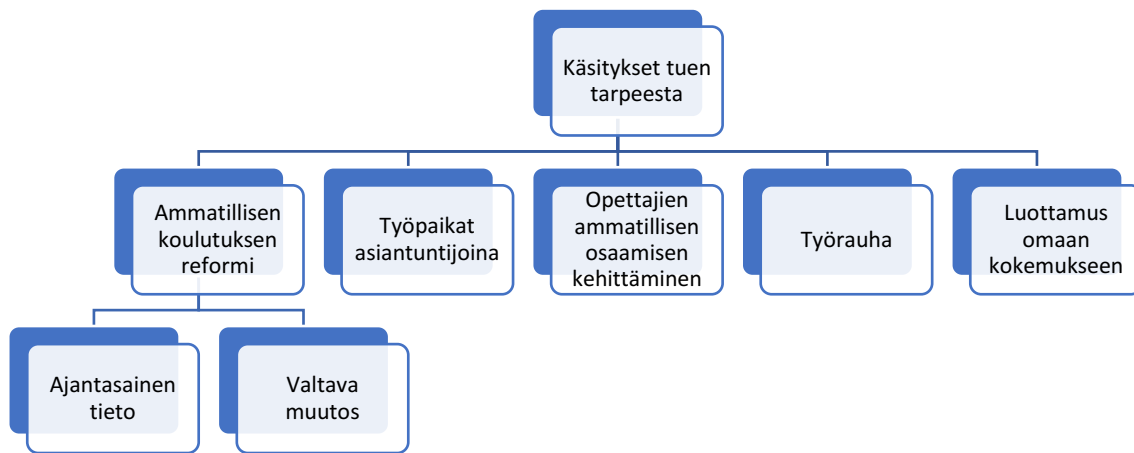 Käsitykset tuen
tarpeesta
Ammatillisen
koulutuksen
reformi
Työpaikat
asiantuntijoina
Opettajien
ammatillisen
osaamisen
kehittäminen
Työrauha
Luottamus
omaan
kokemukseen
Ajantasainen
tieto
Valtava
muutos